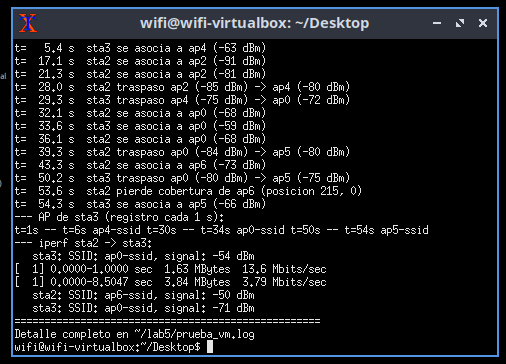 wifi@wifi-virtualbox: ~/Desktop
t=   5.4 s  sta3 se asocia a ap4 (-63 dBm)
t=  17.1 s  sta2 se asocia a ap2 (-91 dBm)
t=  21.3 s  sta2 se asocia a ap2 (-81 dBm)
t=  28.0 s  sta2 traspaso ap2 (-85 dBm) -> ap4 (-80 dBm)
t=  29.3 s  sta3 traspaso ap4 (-75 dBm) -> ap0 (-72 dBm)
t=  32.1 s  sta2 se asocia a ap0 (-68 dBm)
t=  33.6 s  sta3 se asocia a ap0 (-59 dBm)
t=  36.1 s  sta2 se asocia a ap0 (-68 dBm)
t=  39.3 s  sta2 traspaso ap0 (-84 dBm) -> ap5 (-80 dBm)
t=  43.3 s  sta2 se asocia a ap6 (-73 dBm)
t=  50.2 s  sta3 traspaso ap0 (-80 dBm) -> ap5 (-75 dBm)
t=  53.6 s  sta2 pierde cobertura de ap6 (posicion 215, 0)
t=  54.3 s  sta3 se asocia a ap5 (-66 dBm)
--- AP de sta3 (registro cada 1 s):
t=1s -- t=6s ap4-ssid t=30s -- t=34s ap0-ssid t=50s -- t=54s ap5-ssid
--- iperf sta2 -> sta3:
sta3: SSID: ap0-ssid, signal: -54 dBm
[  1] 0.0000-1.0000 sec  1.63 MBytes  13.6 Mbits/sec
[  1] 0.0000-8.5047 sec  3.84 MBytes  3.79 Mbits/sec
sta2: SSID: ap6-ssid, signal: -50 dBm
sta3: SSID: ap0-ssid, signal: -71 dBm
==================================================
Detalle completo en ~/lab5/prueba_vm.log
wifi@wifi-virtualbox:~/Desktop$